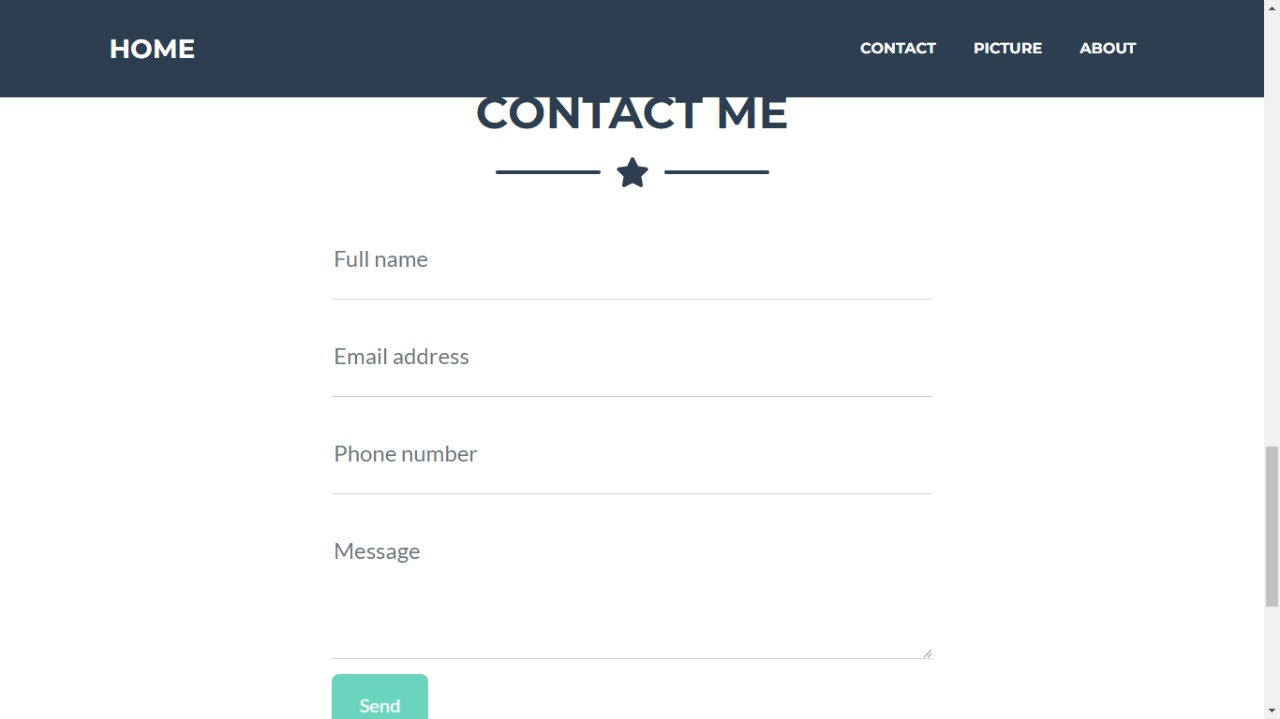 HOME CONTACT PICTURE ABOUT
CONTACT ME
Full name
Email address
Phone number
Message
Send